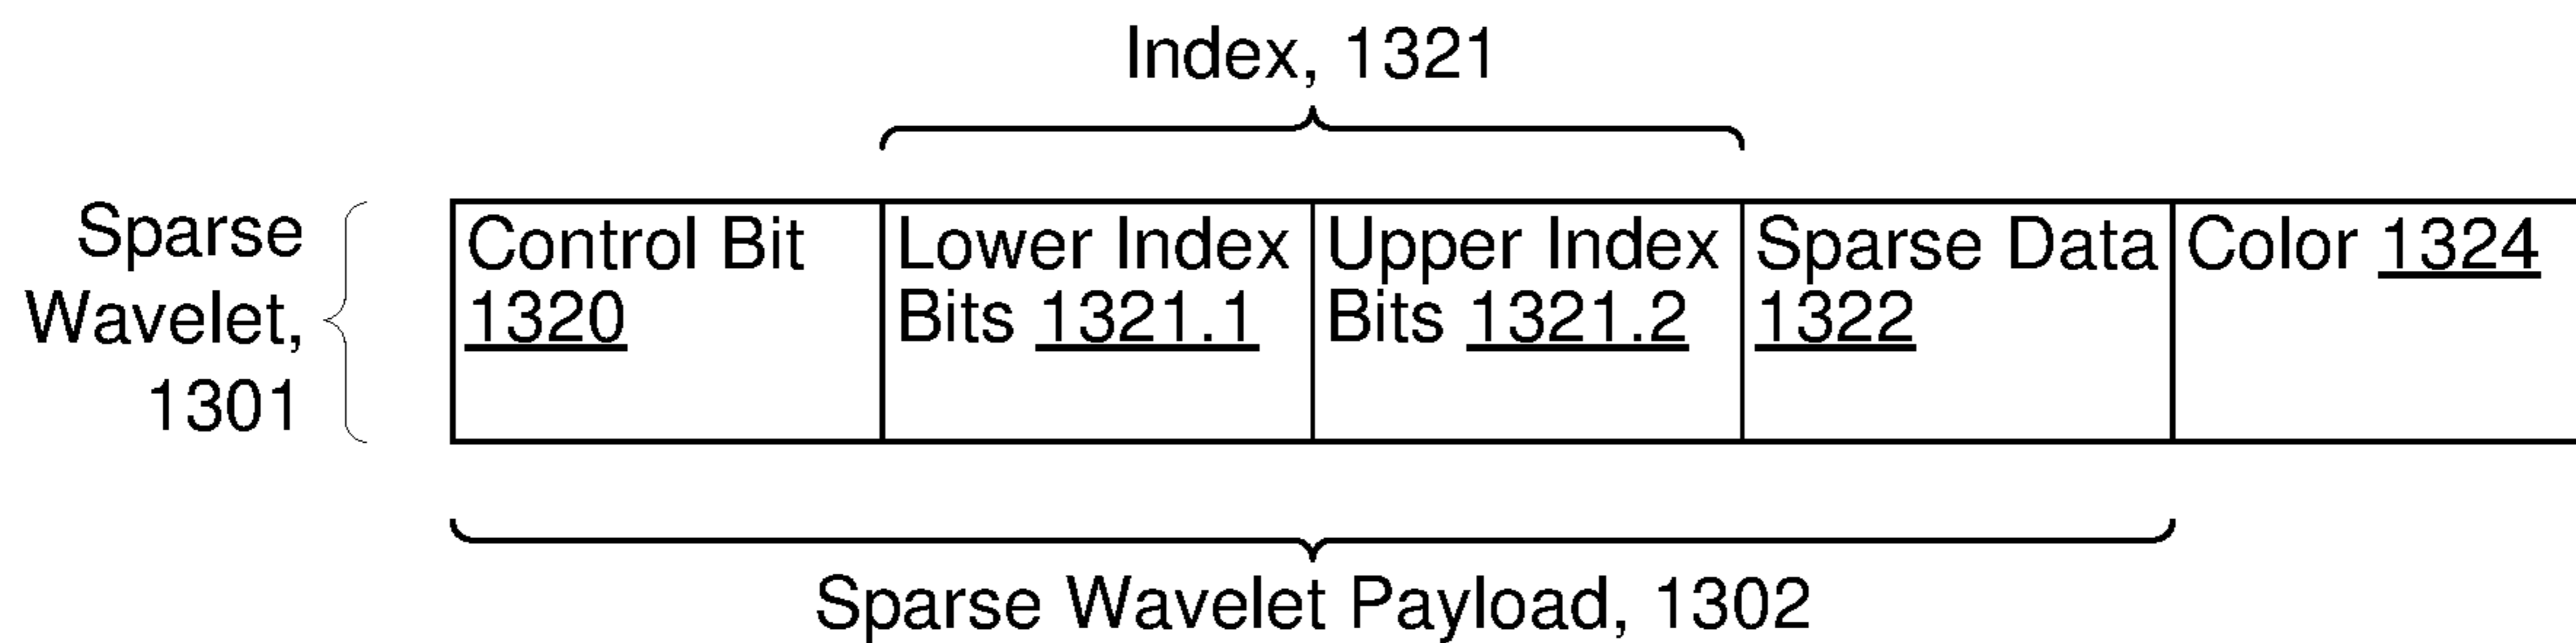 Index, 1321
Sparse
Wavelet,
1301
Control Bit
1320
Lower Index
Bits 1321.1
Upper Index
Bits 1321.2
Sparse Data
1322
Color 1324
Sparse Wavelet Payload, 1302